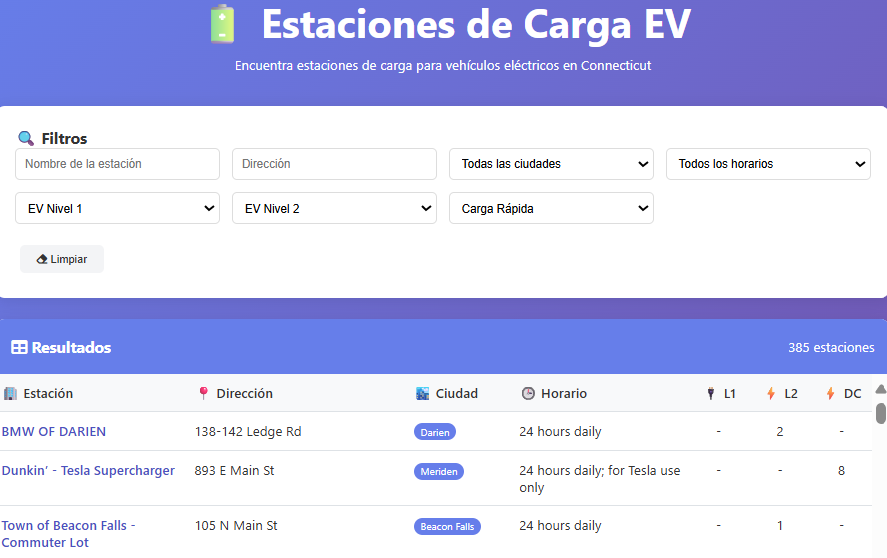 Estaciones de Carga EV
Encuentra estaciones de carga para vehículos eléctricos en Connecticut
Filtros
Nombre de la estación Dirección Todas las ciudades Todos los horarios
EV Nivel 1 EV Nivel 2 Carga Rápida
Limpiar
Resultados 385 estaciones
Estación Dirección Ciudad Horario L1 L2 DC
BMW OF DARIEN 138-142 Ledge Rd Darien 24 hours daily - 2 -
Dunkin' - Tesla Supercharger 893 E Main St Meriden 24 hours daily; for Tesla use - - 8
only
Town of Beacon Falls - 105 N Main St Beacon Falls 24 hours daily - 1 -
Commuter Lot